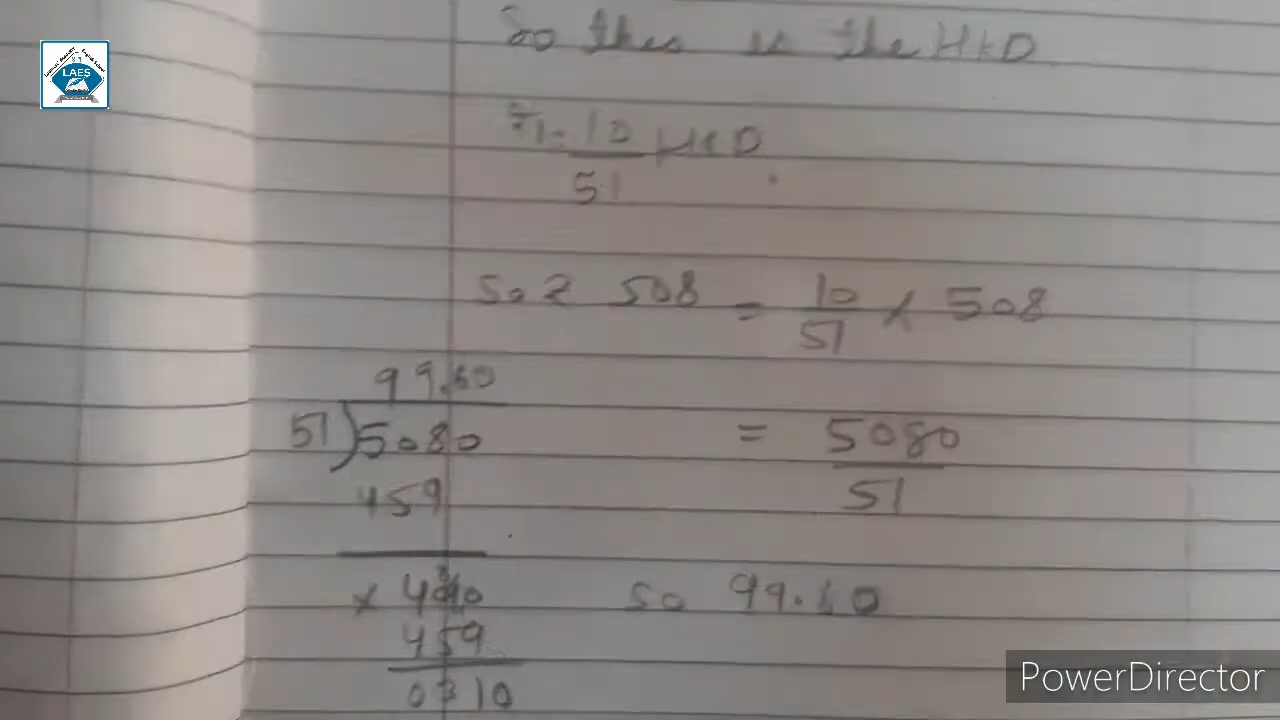 LAES
So this is the HKD
₹1 = 10/51 HKD
So ₹ 508 = 10/51 × 508
99.60
51)5080
= 5080/51
459
× 490
so 99.60
459
0310
PowerDirector